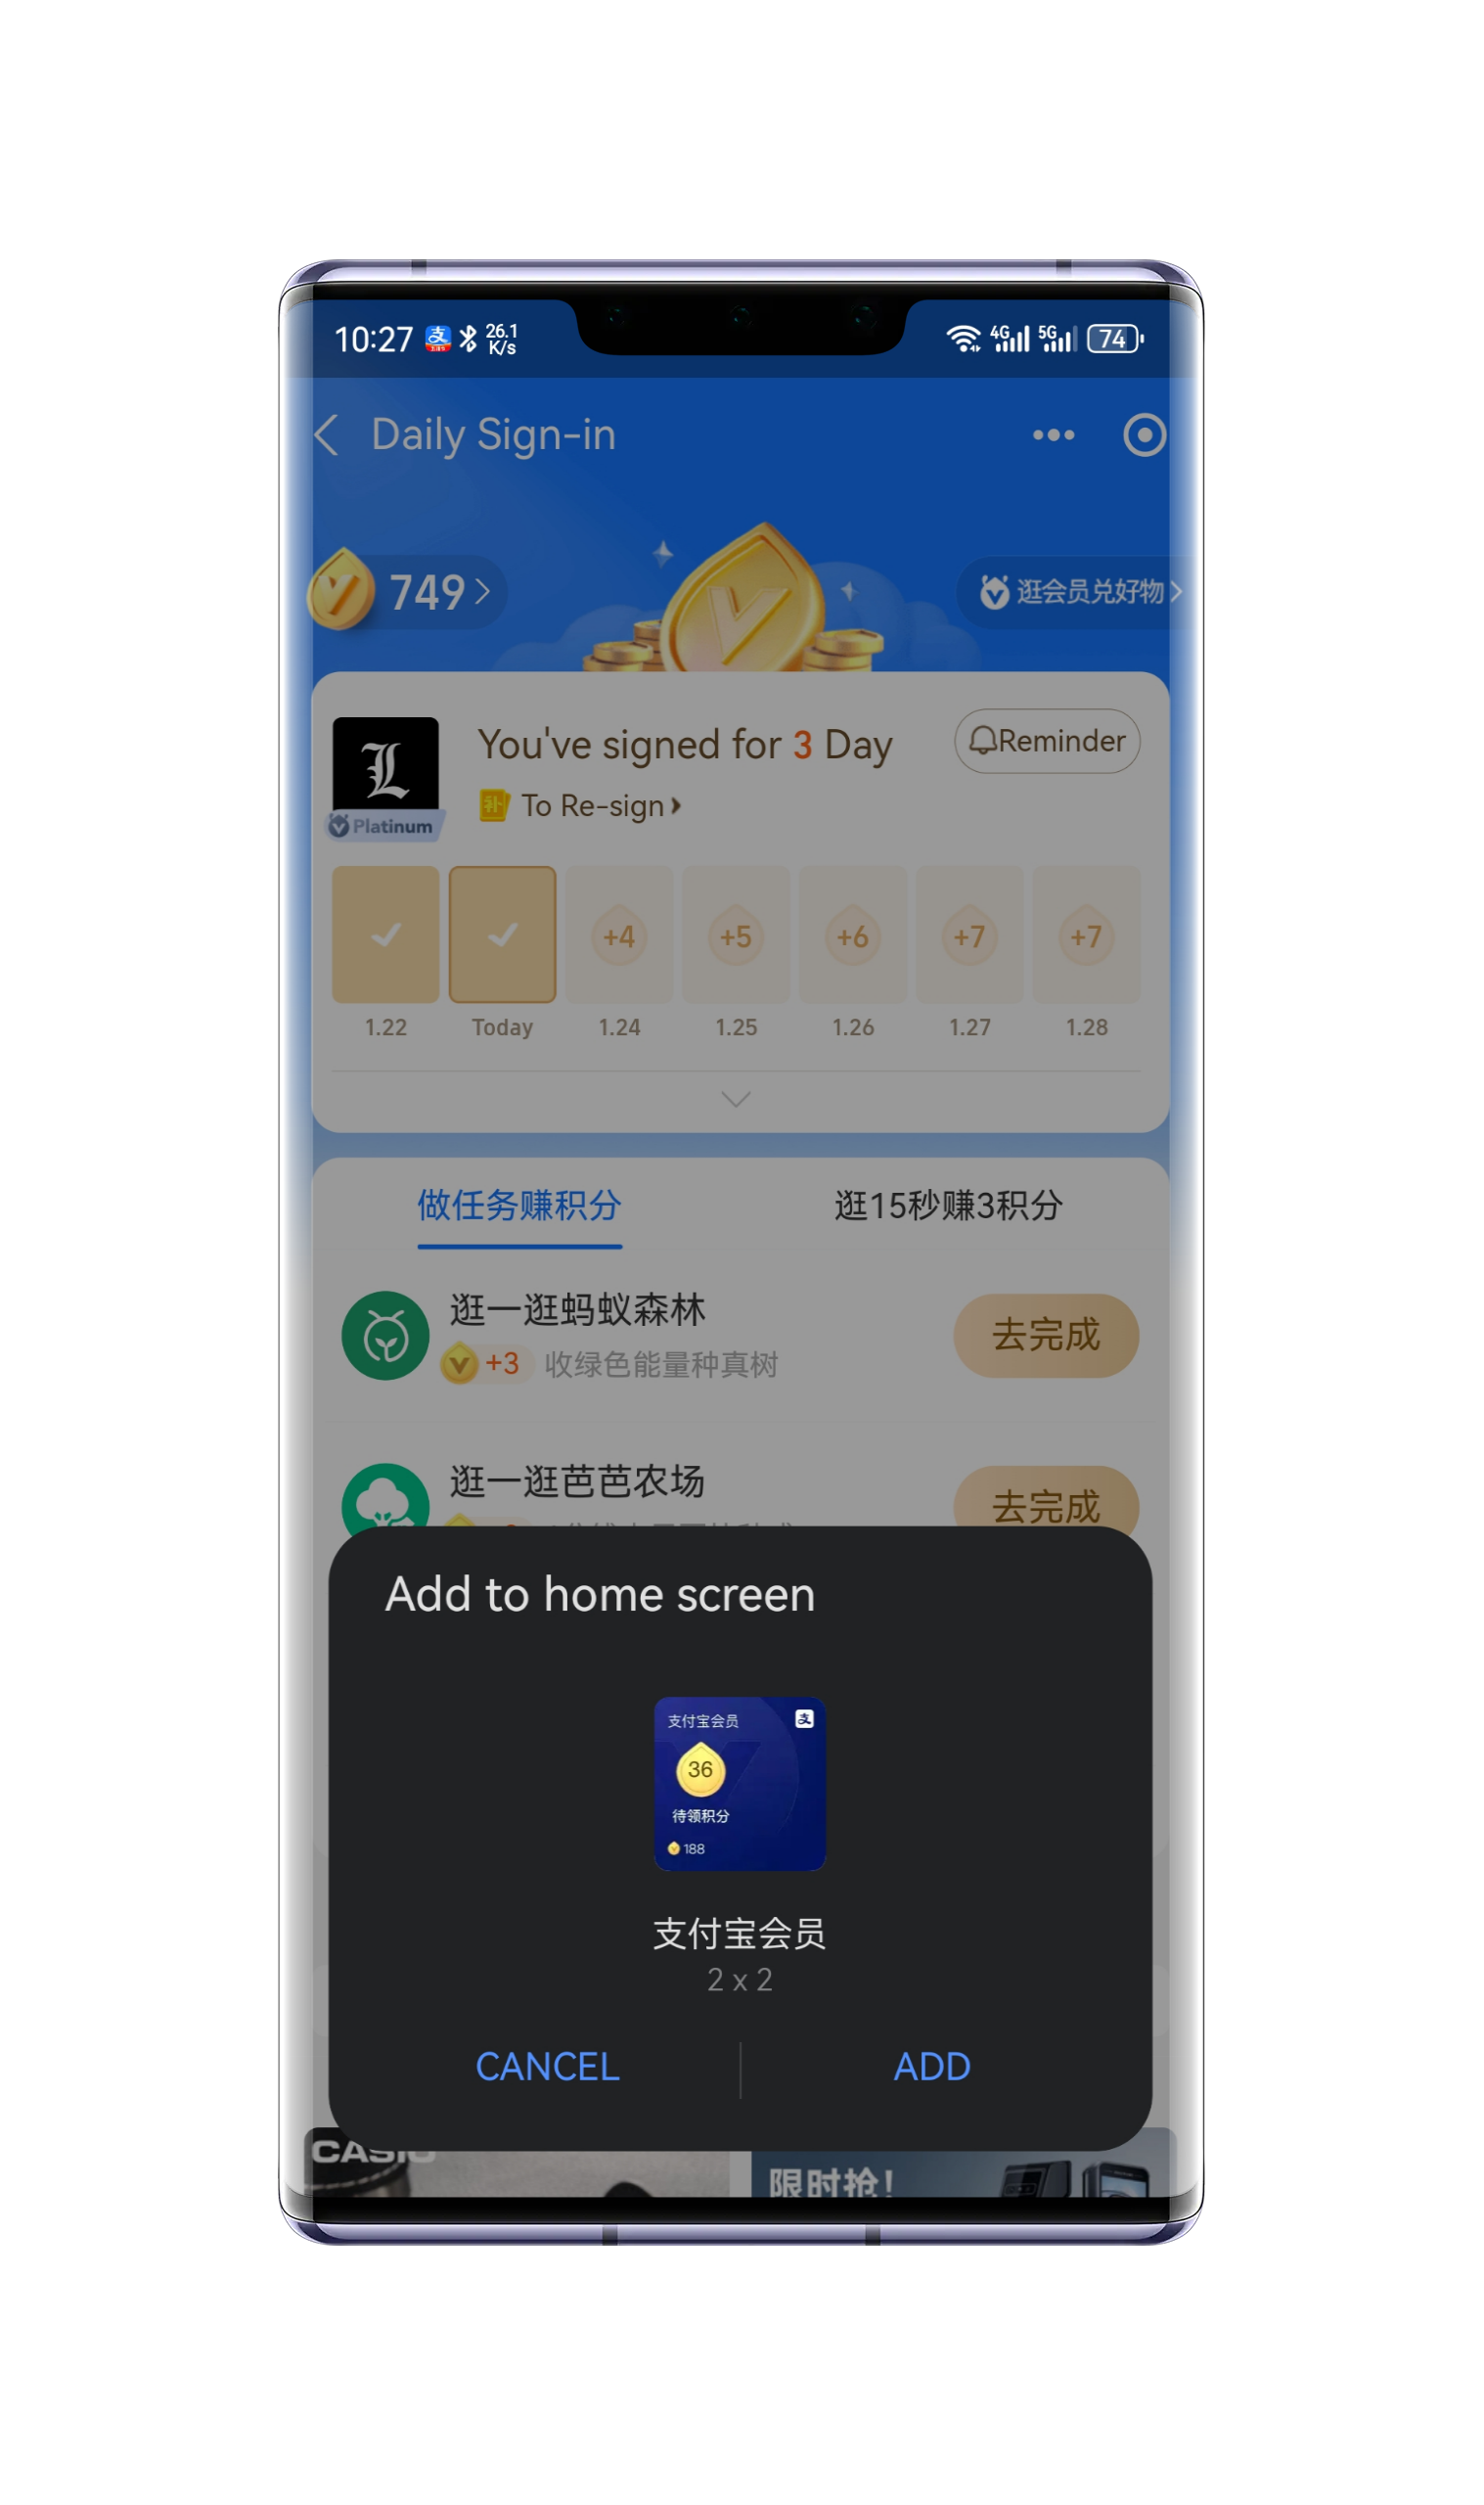 10:27 支 26.1 K/s 4G 5G 74
Daily Sign-in
749
逛会员兑好物
You've signed for 3 Day
Reminder
补 To Re-sign
L
Platinum
+4 +5 +6 +7 +7
1.22 Today 1.24 1.25 1.26 1.27 1.28
做任务赚积分 逛15秒赚3积分
逛一逛蚂蚁森林
+3 收绿色能量种真树
去完成
逛一逛芭芭农场
去完成
Add to home screen
支付宝会员 支
36
待领积分
188
支付宝会员
2 x 2
CANCEL ADD
CASIO
限时抢!